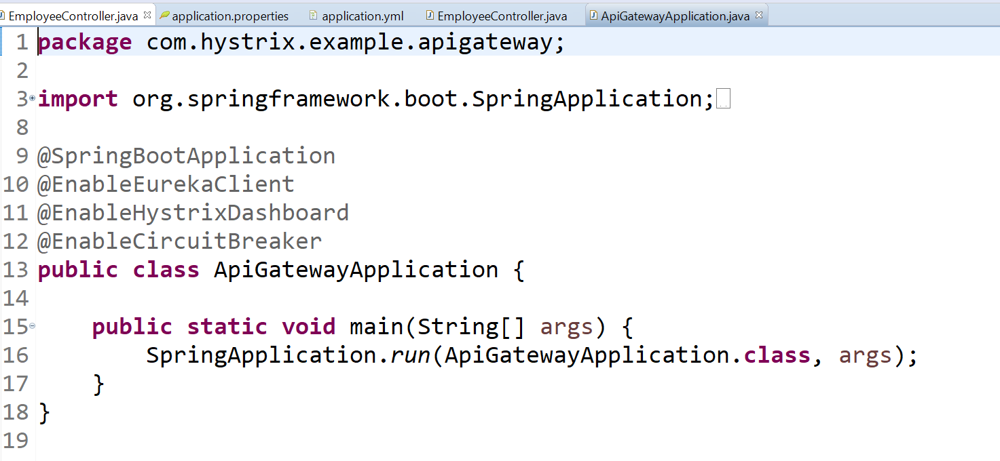 EmployeeController.java application.properties application.yml EmployeeController.java ApiGatewayApplication.java
1 package com.hystrix.example.apigateway;
2
3 import org.springframework.boot.SpringApplication;
8
9 @SpringBootApplication
10 @EnableEurekaClient
11 @EnableHystrixDashboard
12 @EnableCircuitBreaker
13 public class ApiGatewayApplication {
14
15 public static void main(String[] args) {
16 SpringApplication.run(ApiGatewayApplication.class, args);
17 }
18 }
19